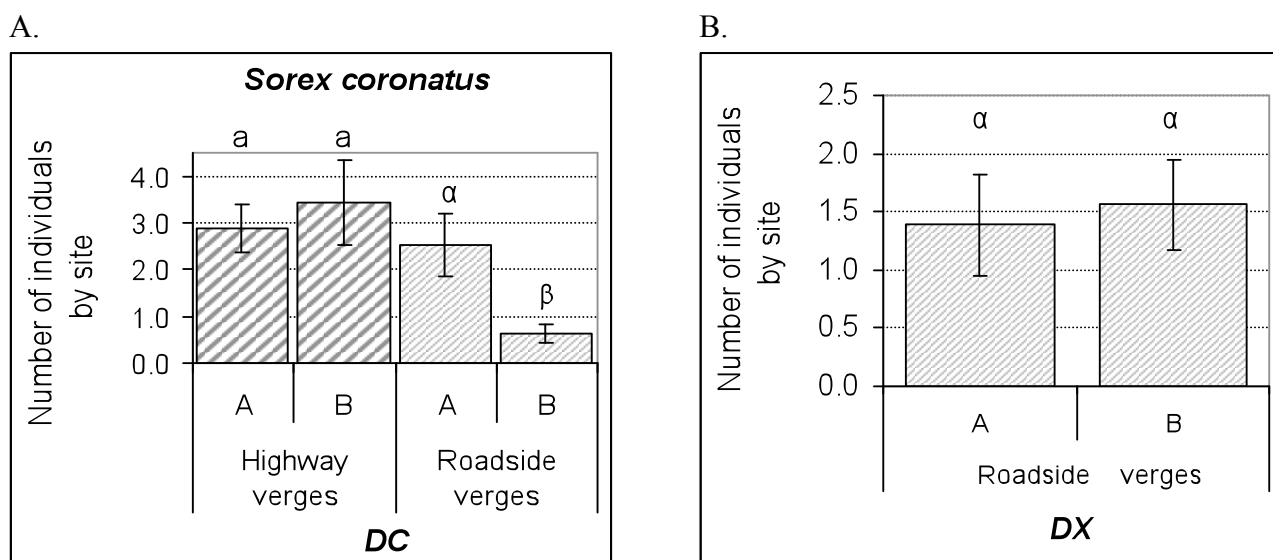 A.
Sorex coronatus
Number of individuals
by site
4.0
3.0
2.0
1.0
0.0
a
a
α
β
A
B
A
B
Highway
verges
Roadside
verges
DC
B.
Number of individuals
by site
2.5
2.0
1.5
1.0
0.5
0.0
α
α
A
B
Roadside verges
DX